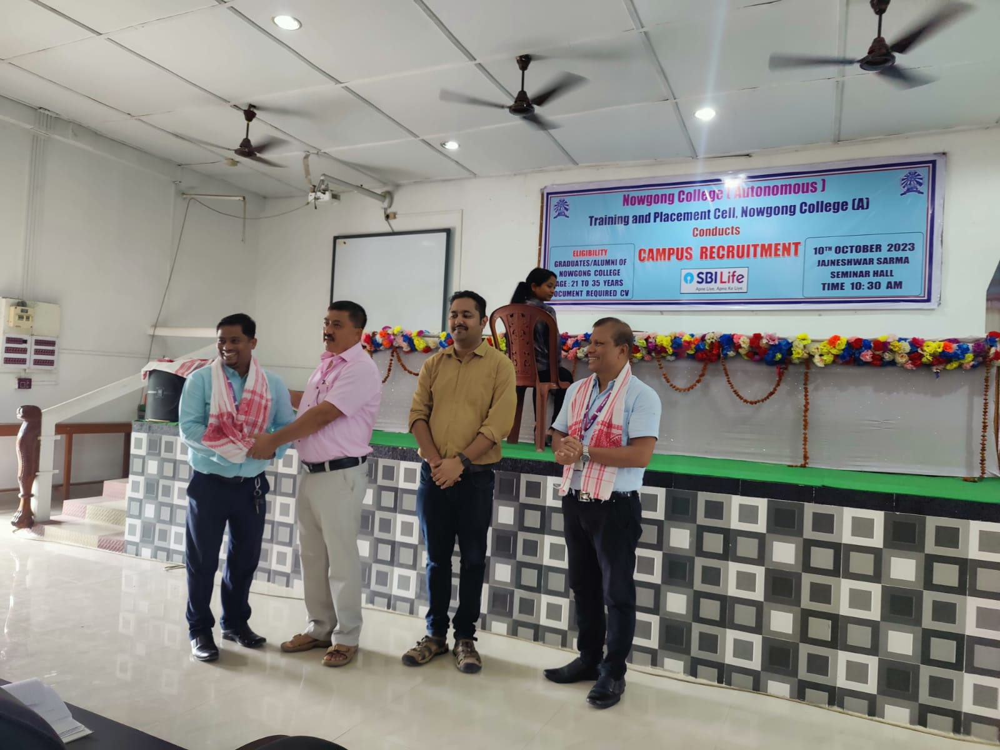 Nowgong College ( Autonomous )
Training and Placement Cell, Nowgong College (A)
Conducts
CAMPUS RECRUITMENT
SBI Life
Apne Liye. Apno Ke Liye.
ELIGIBILITY
GRADUATES/ALUMNI OF
NOWGONG COLLEGE
AGE : 21 TO 35 YEARS
DOCUMENT REQUIRED CV
10TH OCTOBER 2023
JAJNESHWAR SARMA
SEMINAR HALL
TIME 10: 30 AM